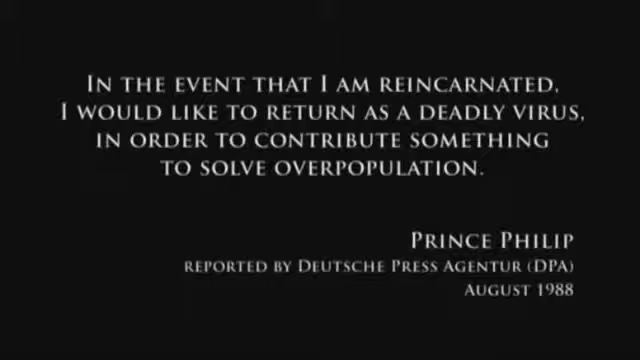 In the event that I am reincarnated,
I would like to return as a deadly virus,
in order to contribute something
to solve overpopulation.
Prince Philip
reported by Deutsche Press Agentur (DPA)
August 1988